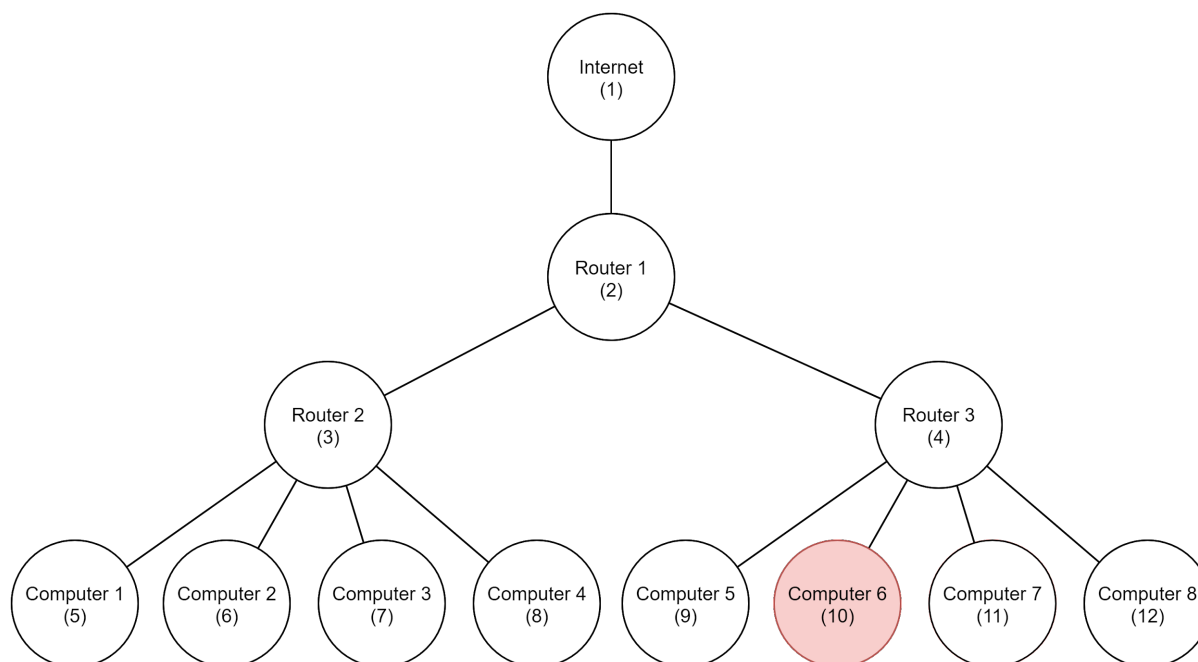 Internet
(1)
Router 1
(2)
Router 2
(3)
Router 3
(4)
Computer 1
(5)
Computer 2
(6)
Computer 3
(7)
Computer 4
(8)
Computer 5
(9)
Computer 6
(10)
Computer 7
(11)
Computer 8
(12)